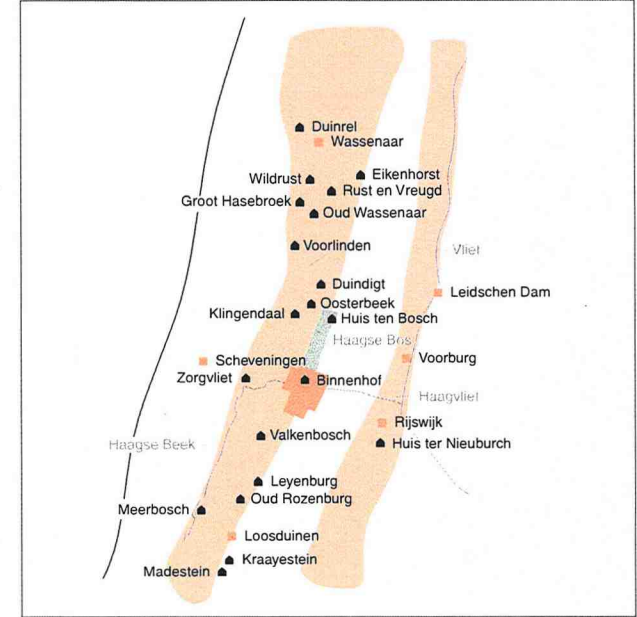 Duinrel
Wassenaar
Wildrust
Eikenhorst
Rust en Vreugd
Groot Hasebroek
Oud Wassenaar
Voorlinden
Vliet
Duindigt
Leidschen Dam
Oosterbeek
Klingendaal
Huis ten Bosch
Haagse Bos
Scheveningen
Voorburg
Zorgvliet
Binnenhof
Haagvliet
Rijswijk
Valkenbosch
Huis ter Nieuburch
Haagse Beek
Leyenburg
Oud Rozenburg
Meerbosch
Loosduinen
Kraayestein
Madestein